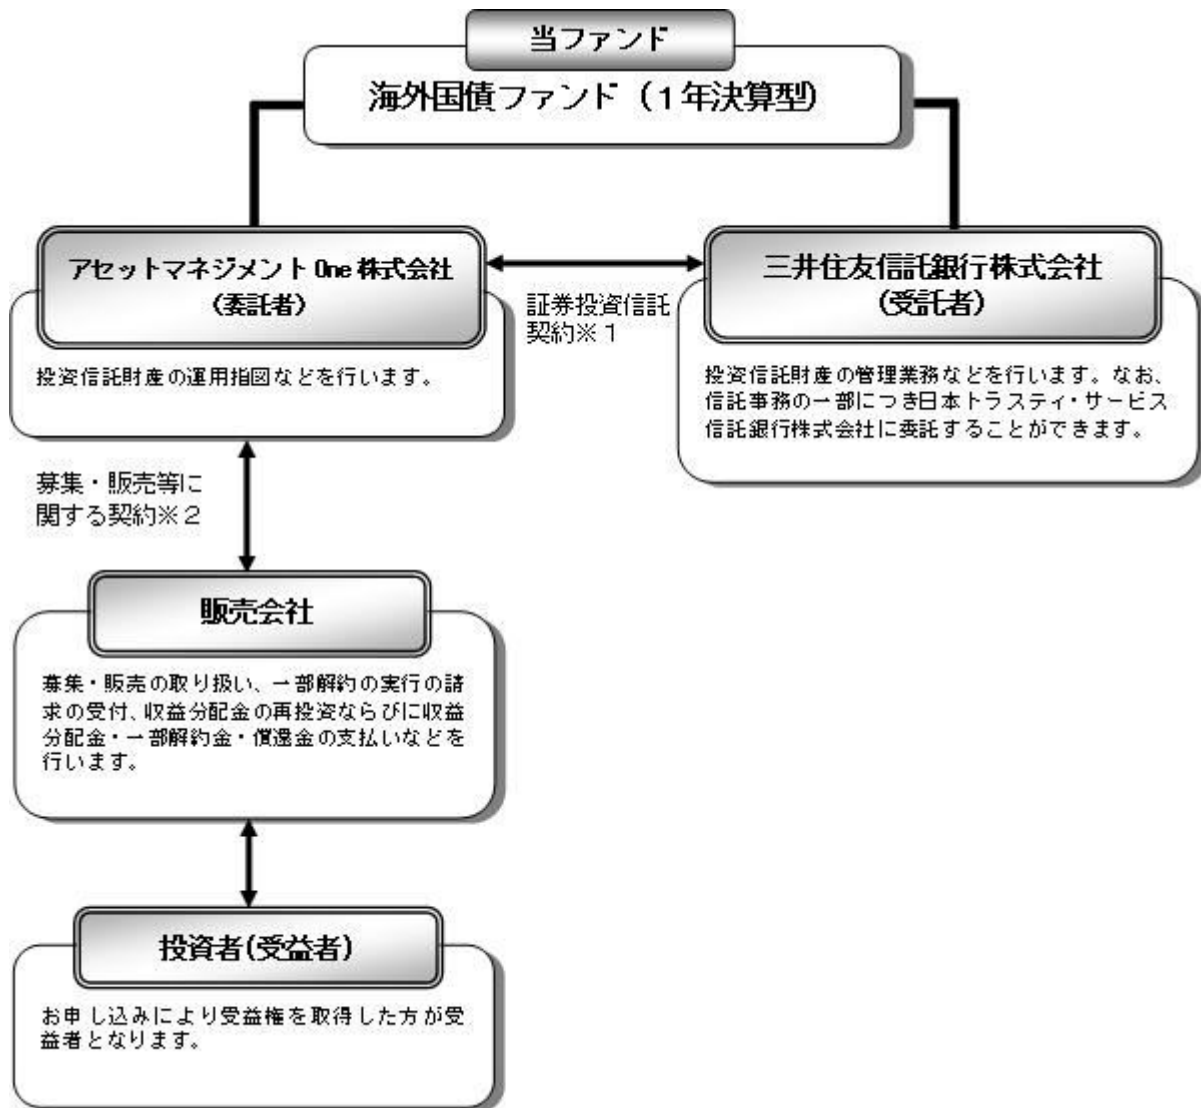 当ファンド
海外国債ファンド（１年決算型）
アセットマネジメント One 株式会社
（委託者）
投資信託財産の運用指図などを行います。
証券投資信託
契約※１
三井住友信託銀行株式会社
（受託者）
投資信託財産の管理業務などを行います。なお、
信託事務の一部につき日本トラスティ・サービス
信託銀行株式会社に委託することができます。
募集・販売等に
関する契約※２
販売会社
募集・販売の取り扱い、一部解約の実行の請
求の受付、収益分配金の再投資ならびに収益
分配金・一部解約金・償還金の支払いなどを
行います。
投資者（受益者）
お申し込みにより受益権を取得した方が受
益者となります。